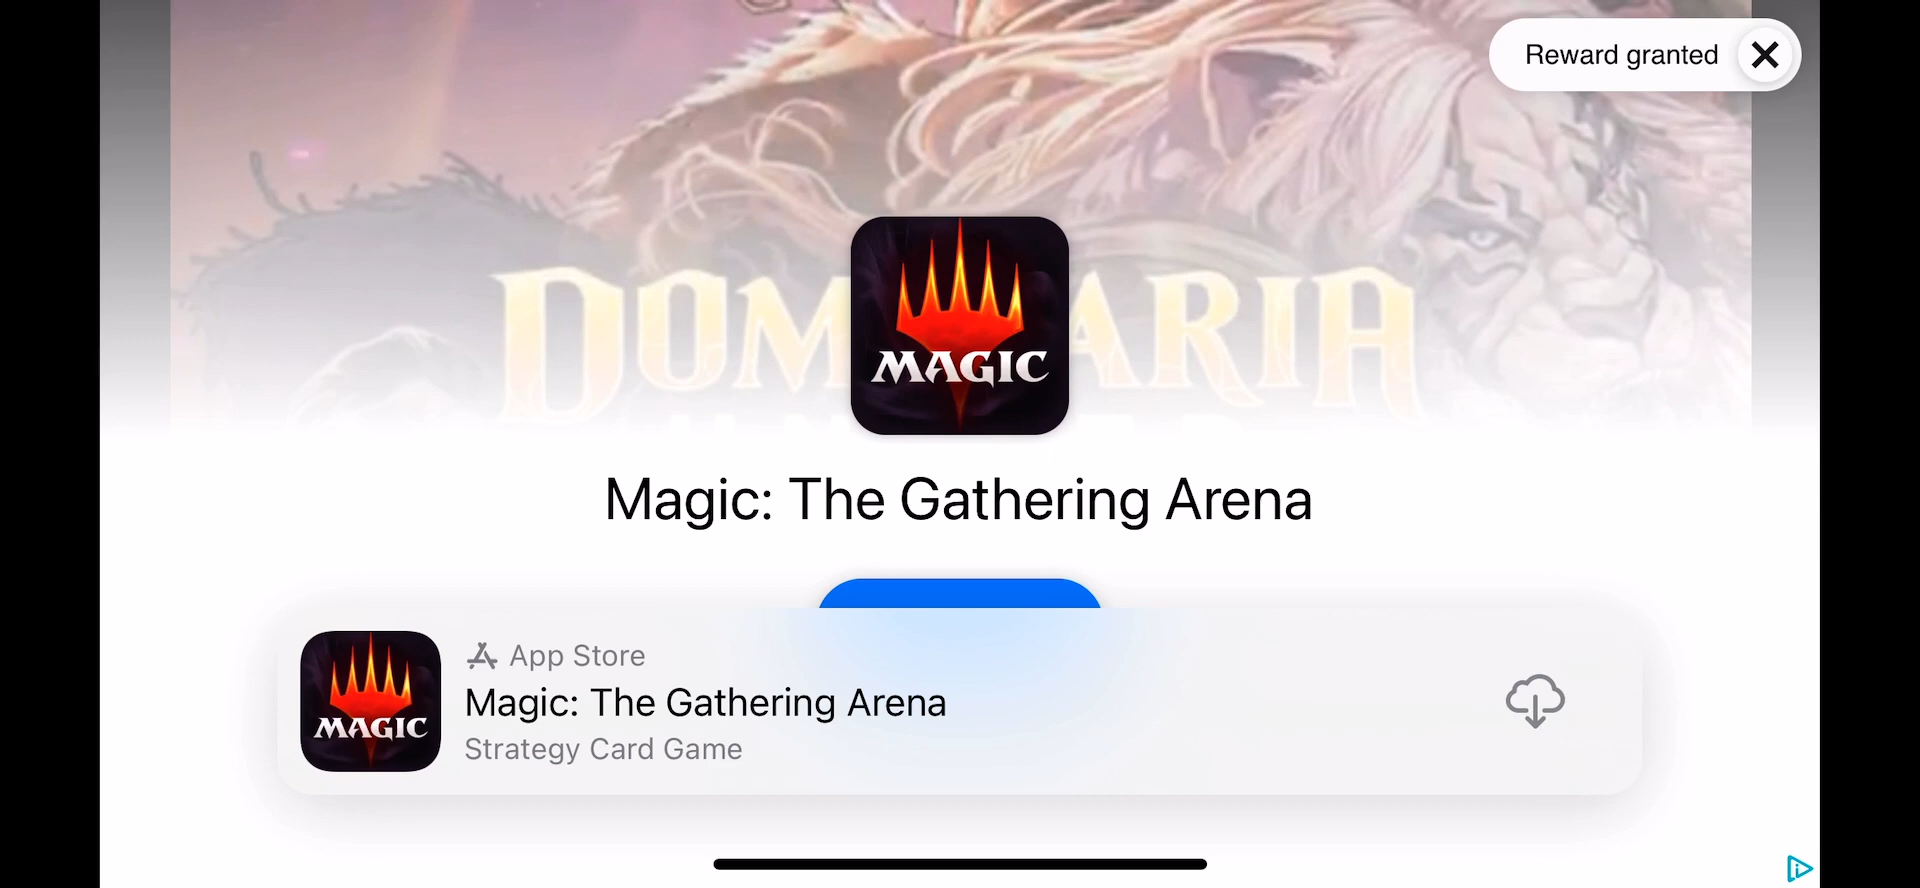 Reward granted
DOM ARIA
MAGIC
Magic: The Gathering Arena
App Store
Magic: The Gathering Arena
MAGIC
Strategy Card Game